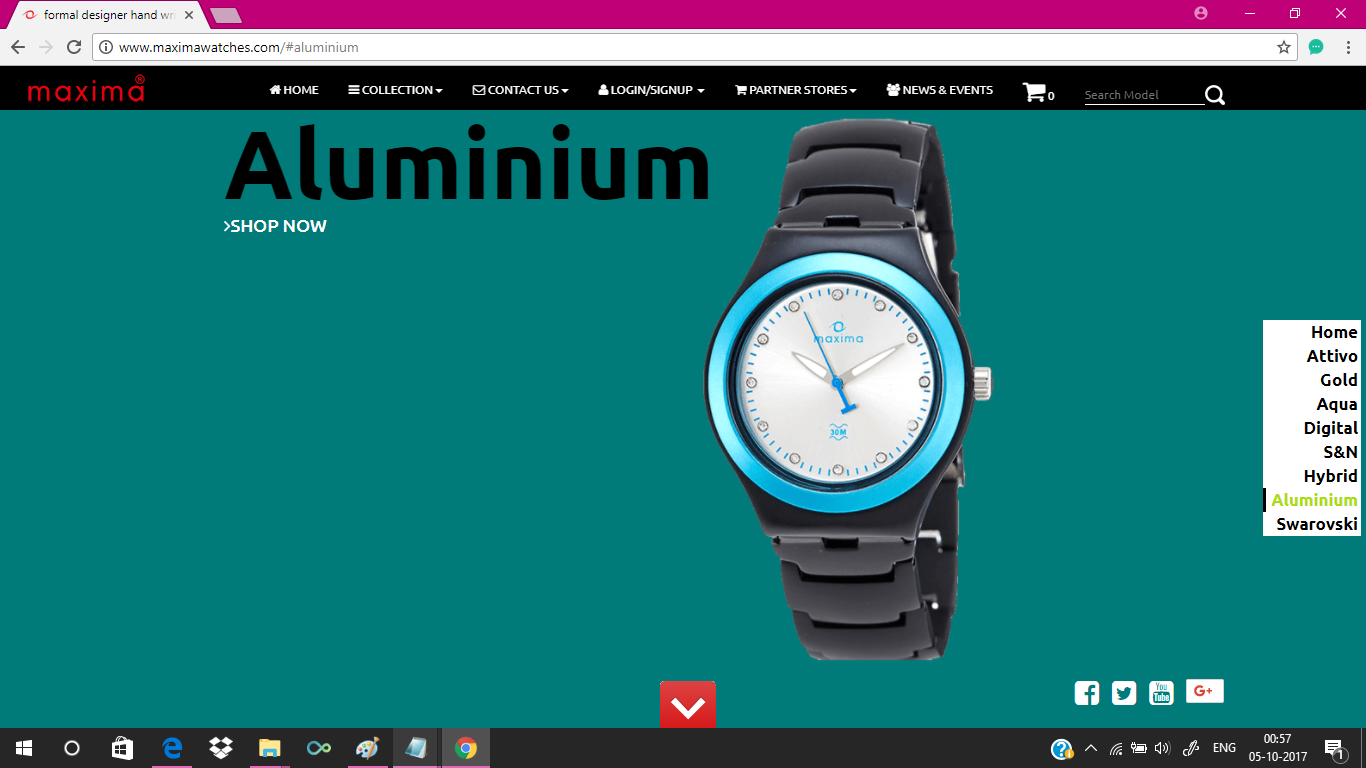 formal designer hand wr
www.maximawatches.com/#aluminium
maxima®
HOME
COLLECTION
CONTACT US
LOGIN/SIGNUP
PARTNER STORES
NEWS & EVENTS
0
Search Model
Aluminium
>SHOP NOW
maxima
30M
Home
Attivo
Gold
Aqua
Digital
S&N
Hybrid
Aluminium
Swarovski
You
Tube
G+
ENG
00:57
05-10-2017
1